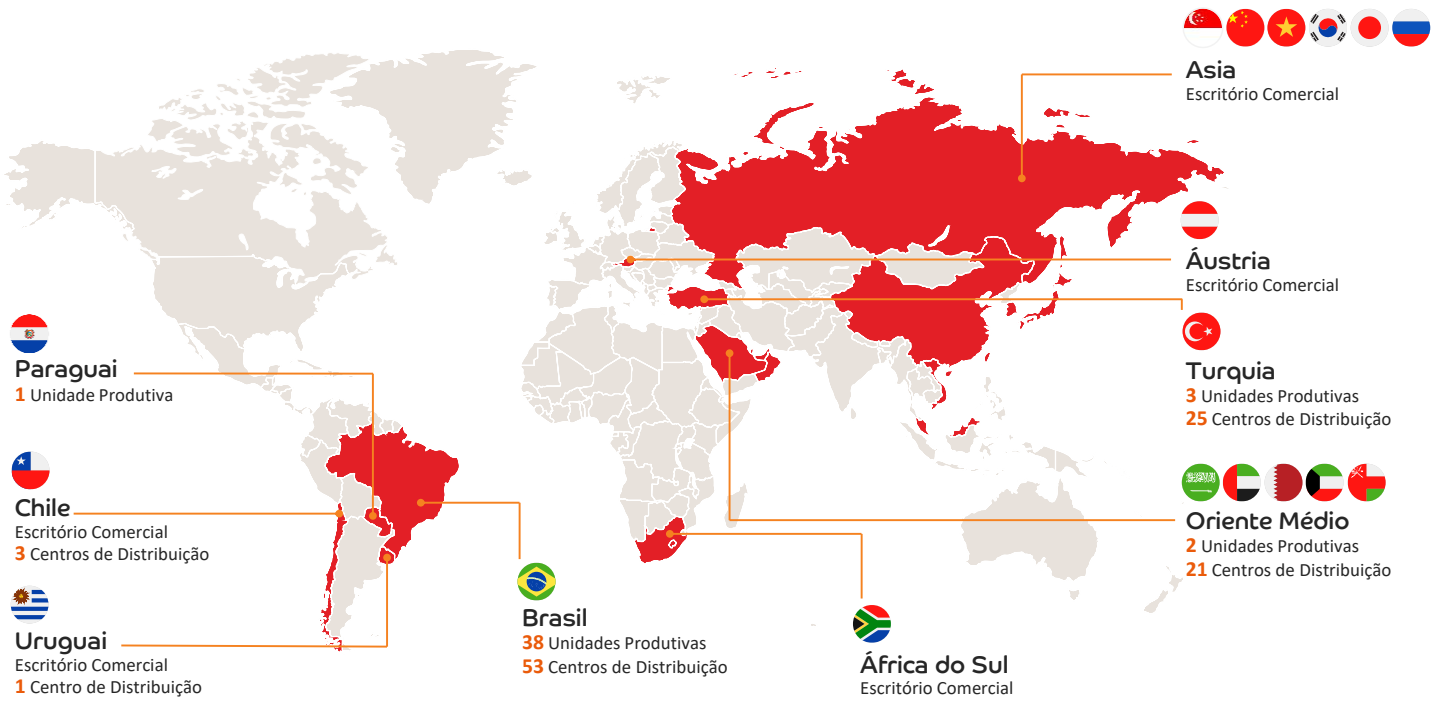 Asia
Escritório Comercial
Áustria
Escritório Comercial
Turquia
3 Unidades Produtivas
25 Centros de Distribuição
Oriente Médio
2 Unidades Produtivas
21 Centros de Distribuição
Paraguai
1 Unidade Produtiva
Chile
Escritório Comercial
3 Centros de Distribuição
Uruguai
Escritório Comercial
1 Centro de Distribuição
Brasil
38 Unidades Produtivas
53 Centros de Distribuição
África do Sul
Escritório Comercial